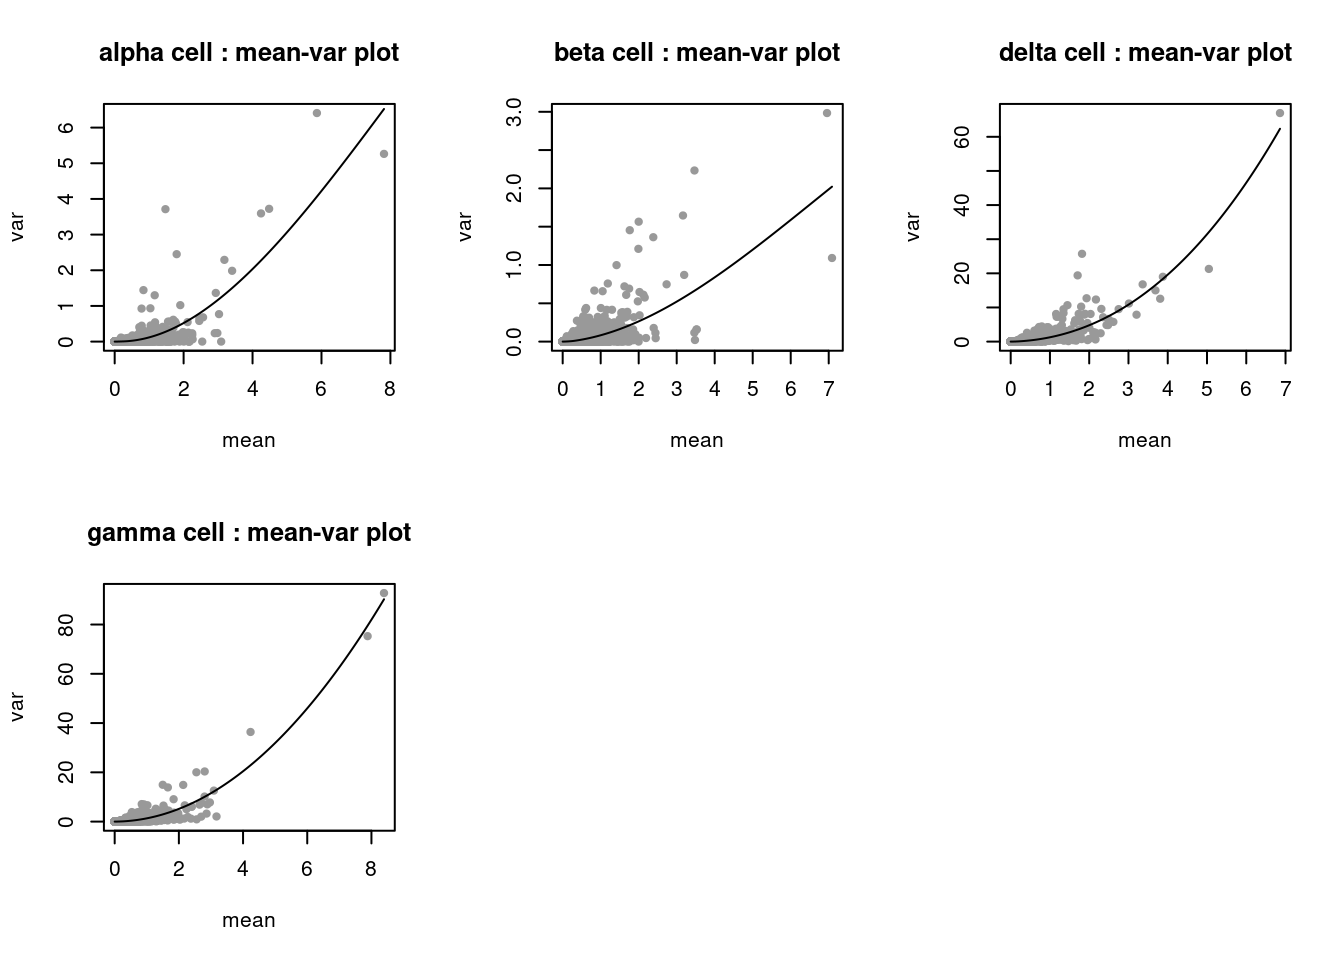 alpha cell : mean-var plot
var
0 1 2 3 4 5 6
0 2 4 6 8
mean
beta cell : mean-var plot
var
0.0 1.0 2.0 3.0
0 1 2 3 4 5 6 7
mean
delta cell : mean-var plot
var
0 20 40 60
0 1 2 3 4 5 6 7
mean
gamma cell : mean-var plot
var
0 20 40 60 80
0 2 4 6 8
mean